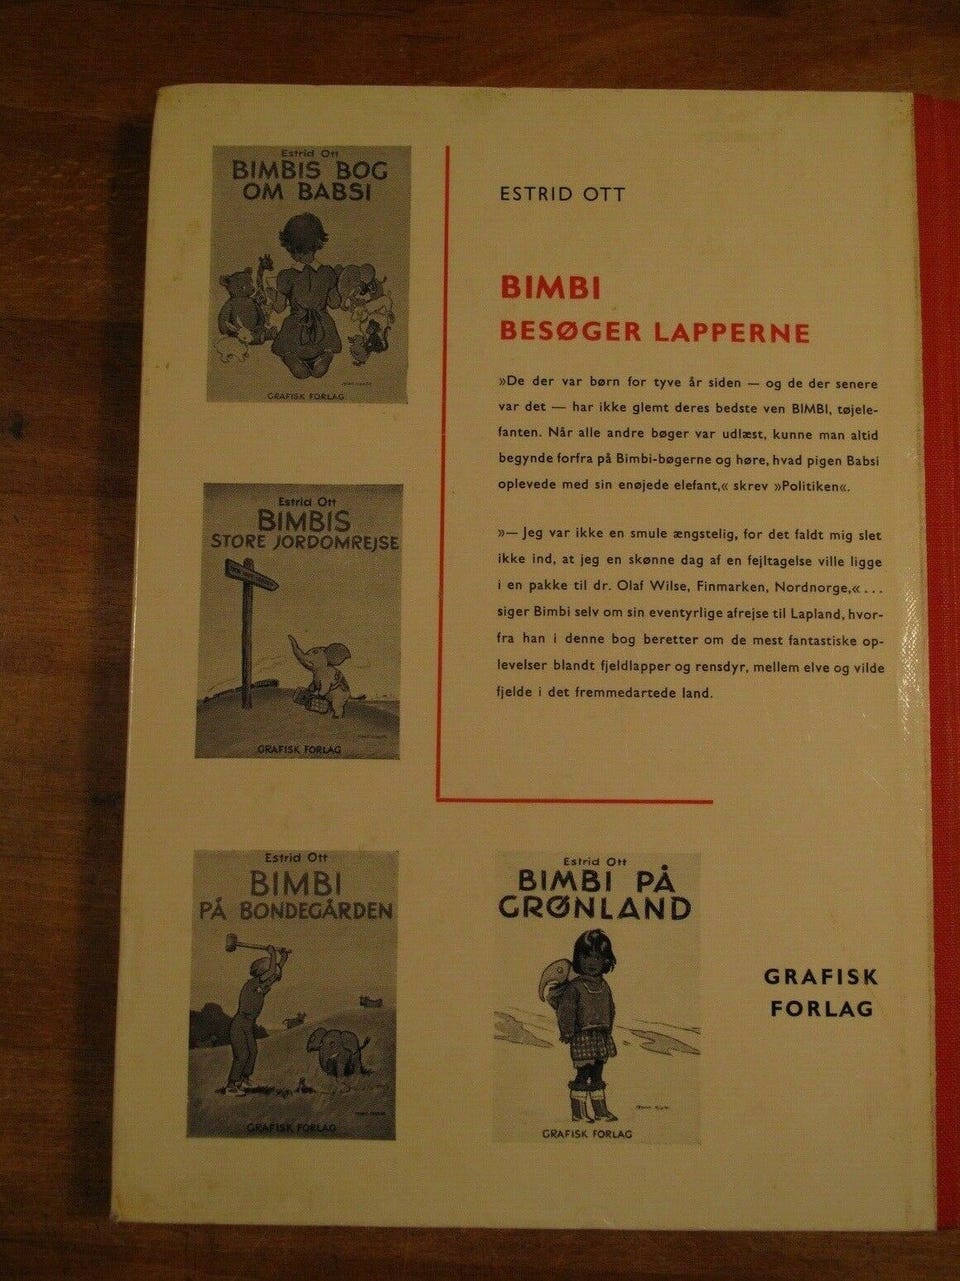 Estrid Ott
BIMBIS BOG
OM BABSI
GRAFISK FORLAG
Estrid Ott
BIMBIS
STORE JORDOMREJSE
GRAFISK FORLAG
Estrid Ott
BIMBI
PÅ BONDEGÅRDEN
GRAFISK FORLAG
ESTRID OTT
BIMBI
BESØGER LAPPERNE
»De der var børn for tyve år siden — og de der senere
var det — har ikke glemt deres bedste ven BIMBI, tøjele-
fanten. Når alle andre bøger var udlæst, kunne man altid
begynde forfra på Bimbi-bøgerne og høre, hvad pigen Babsi
oplevede med sin enøjede elefant,« skrev »Politiken«.
»— Jeg var ikke en smule ængstelig, for det faldt mig slet
ikke ind, at jeg en skønne dag af en fejltagelse ville ligge
i en pakke til dr. Olaf Wilse, Finmarken, Nordnorge,« . . .
siger Bimbi selv om sin eventyrlige afrejse til Lapland, hvor-
fra han i denne bog beretter om de mest fantastiske op-
levelser blandt fjeldlapper og rensdyr, mellem elve og vilde
fjelde i det fremmedartede land.
Estrid Ott
BIMBI PÅ
GRØNLAND
GRAFISK FORLAG
GRAFISK
FORLAG